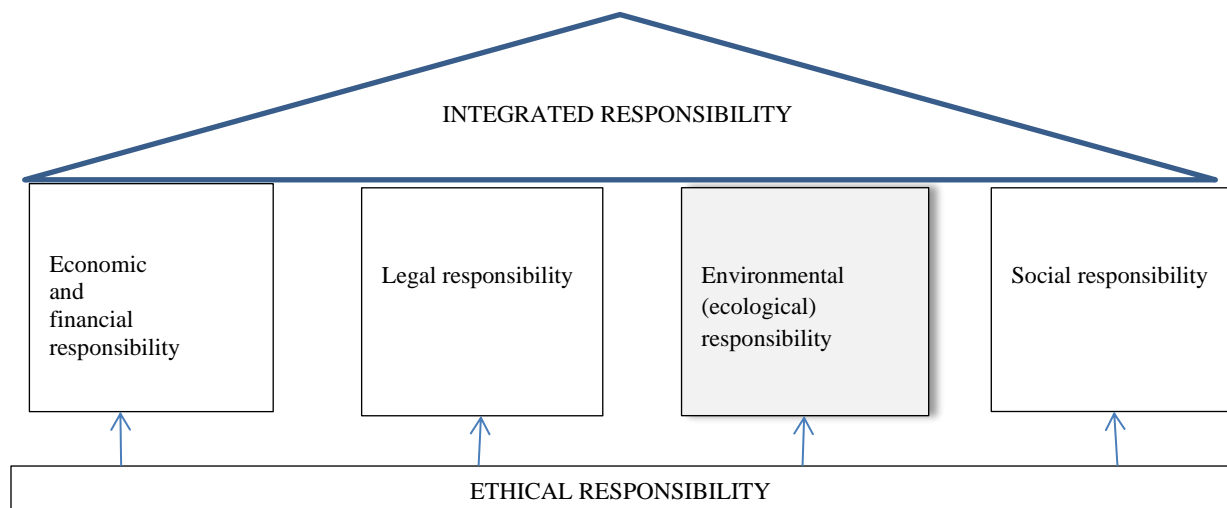 INTEGRATED RESPONSIBILITY
Economic
and
financial
responsibility
Legal responsibility
Environmental
(ecological)
responsibility
Social responsibility
ETHICAL RESPONSIBILITY